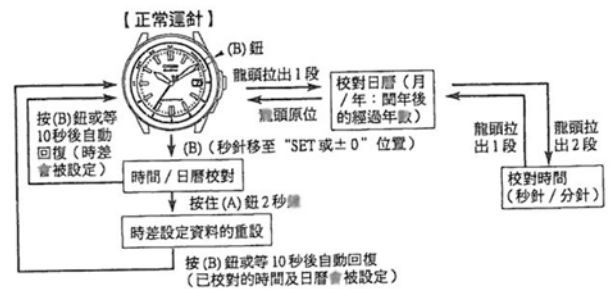 【正常運針】
(B) 鈕
龍頭拉出1段
龍頭原位
校對日曆（月
/年：閏年後
的經過年數）
龍頭拉
出1段
龍頭拉
出2段
校對時間
（秒針/分針）
按(B)鈕或等
10秒後自動
回復（時差
會被設定）
(B)（秒針移至“SET或±0”位置）
時間/日曆校對
按住(A)鈕2秒鐘
時差設定資料的重設
按(B)鈕或等10秒後自動回復
（已校對的時間及日曆會被設定）